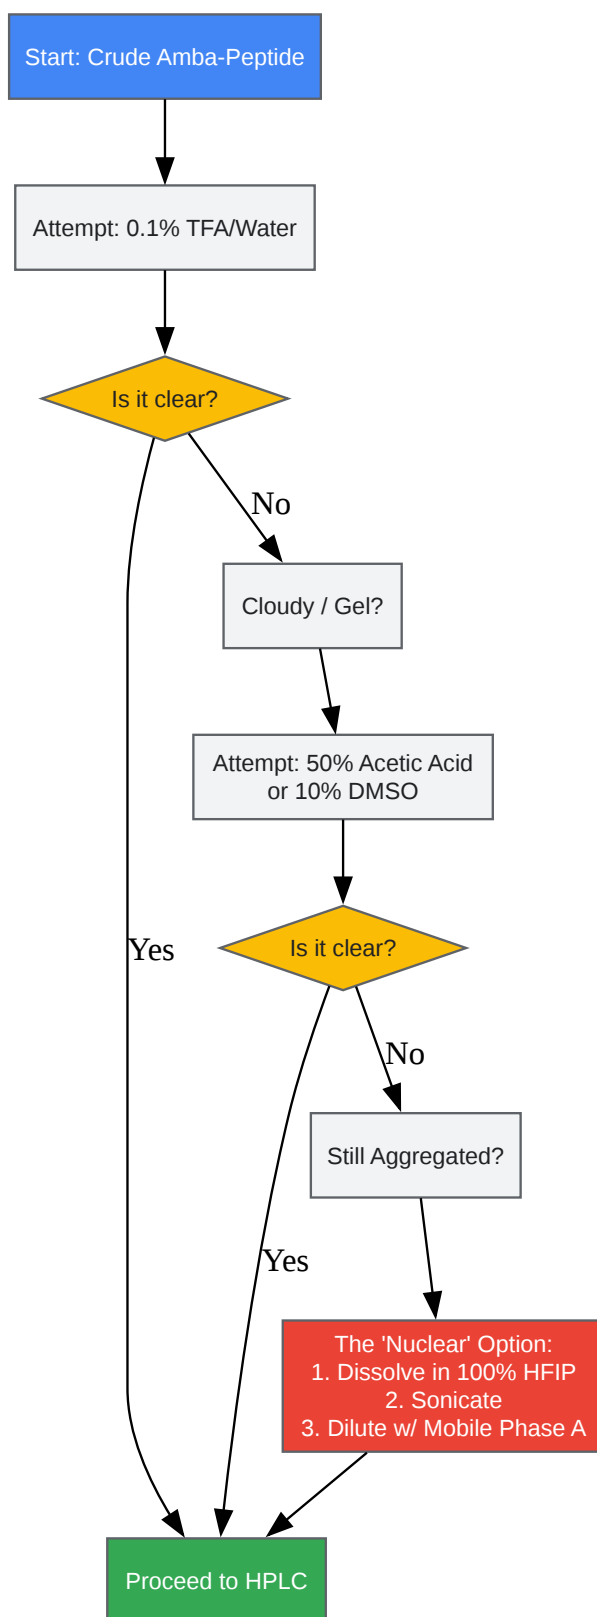 Start: Crude Amba-Peptide
Attempt: 0.1% TFA/Water
Is it clear?
No
Cloudy / Gel?
Attempt: 50% Acetic Acid
or 10% DMSO
Is it clear?
Yes
No
Still Aggregated?
Yes
The 'Nuclear' Option:
1. Dissolve in 100% HFIP
2. Sonicate
3. Dilute w/ Mobile Phase A
Proceed to HPLC